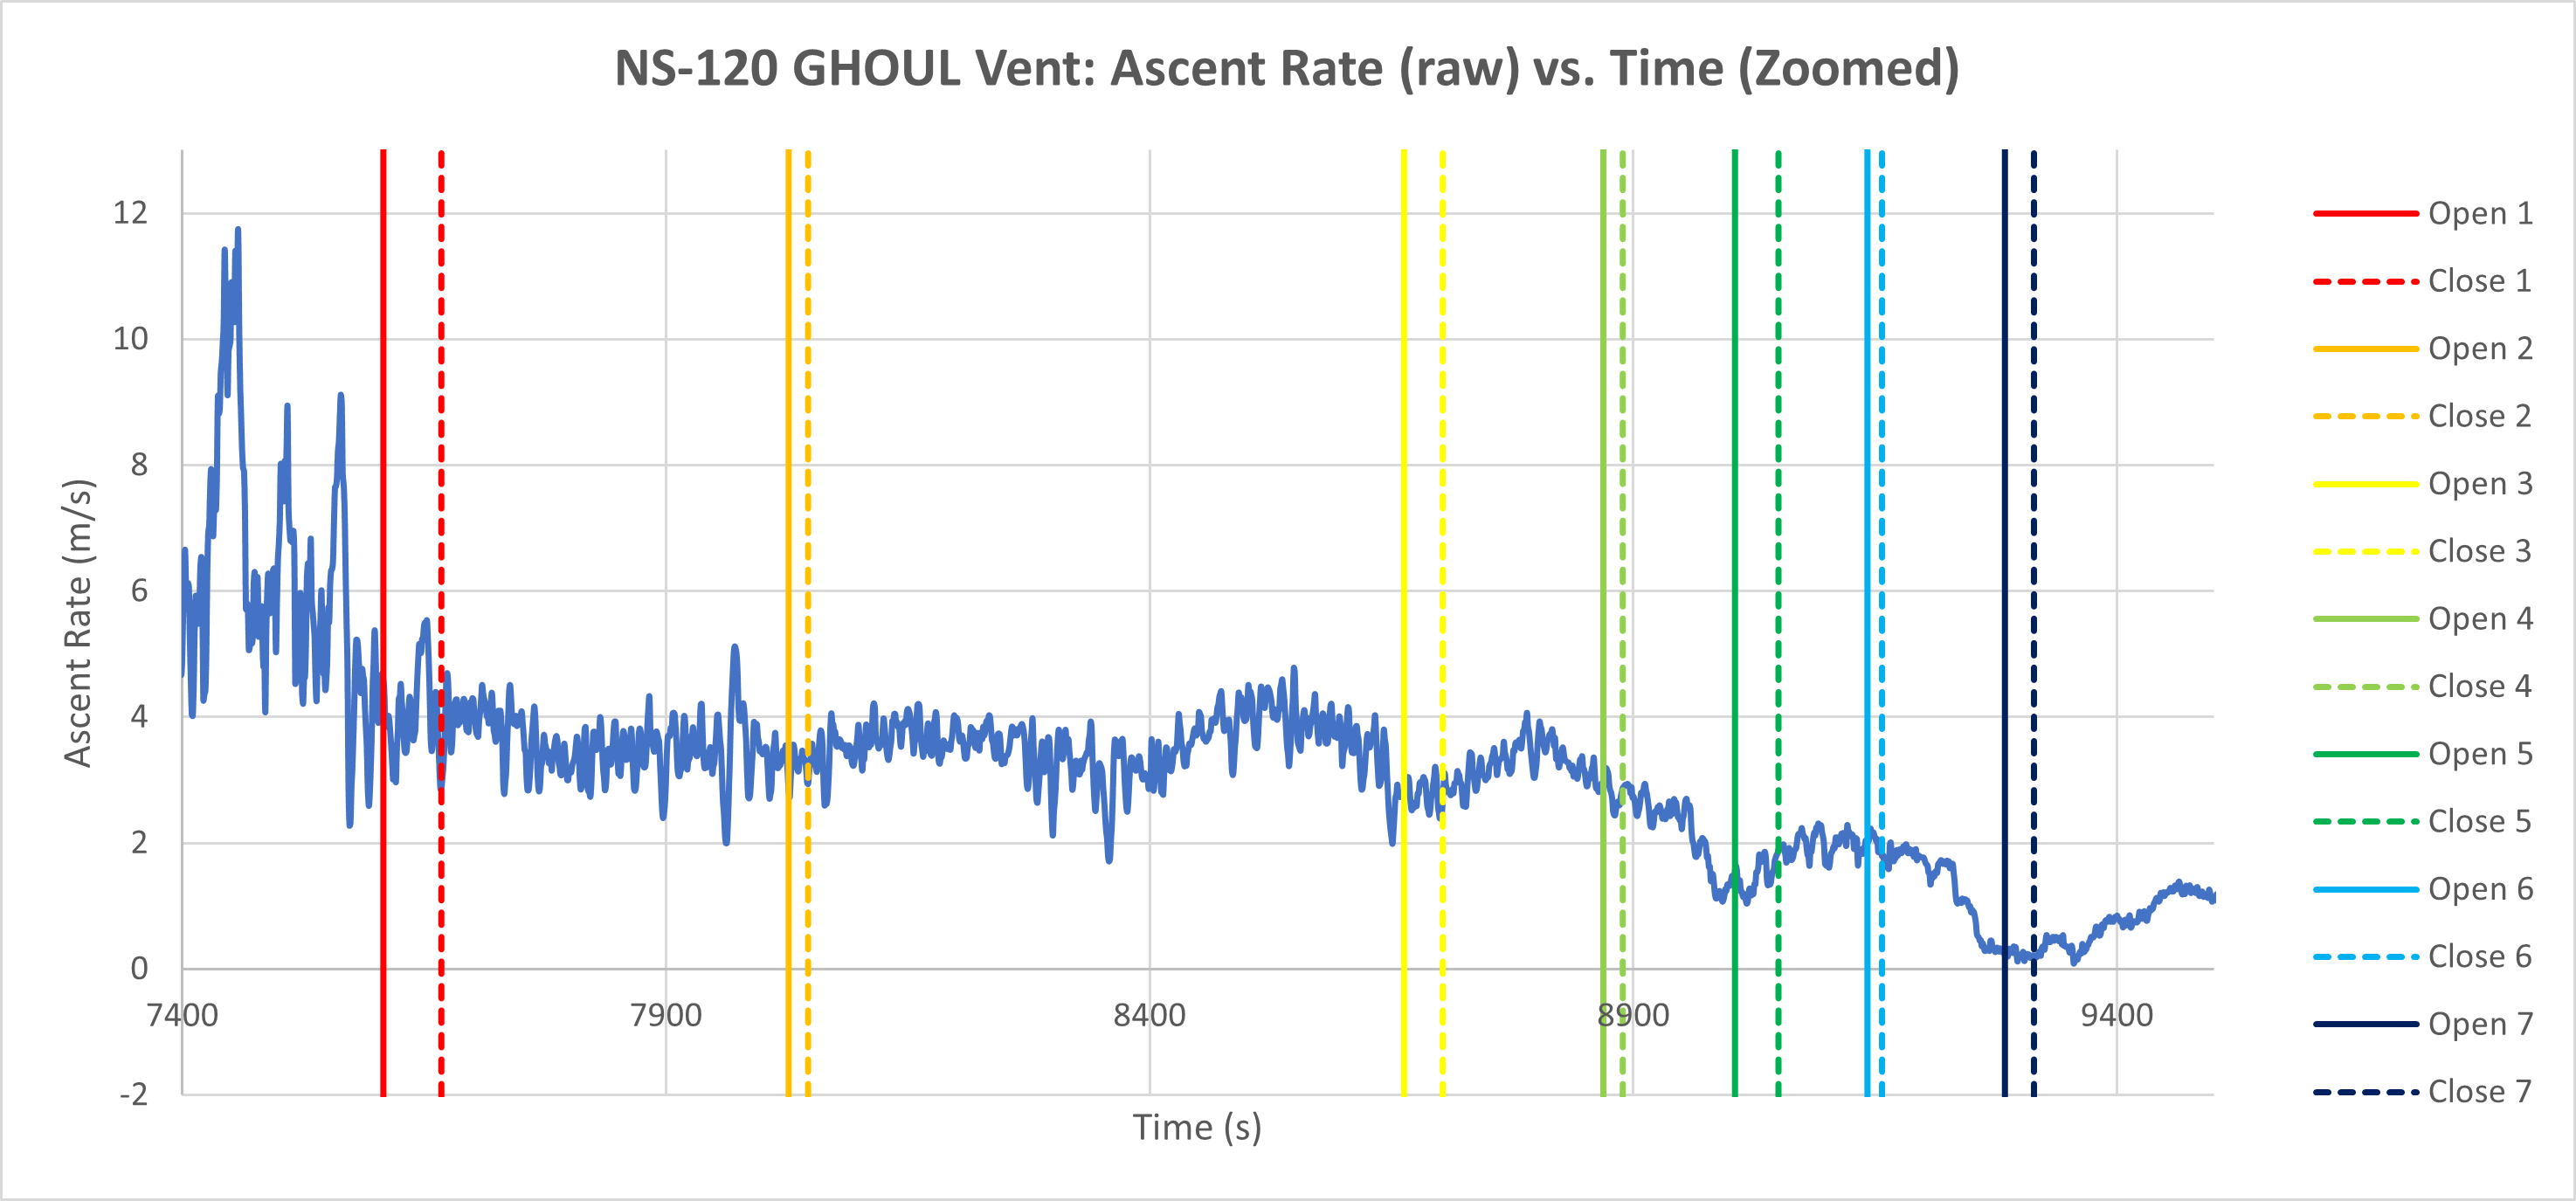 NS-120 GHOUL Vent: Ascent Rate (raw) vs. Time (Zoomed)
Ascent Rate (m/s)
12
10
8
6
4
2
0
-2
7400 7900 8400 8900 9400
Time (s)
Open 1
Close 1
Open 2
Close 2
Open 3
Close 3
Open 4
Close 4
Open 5
Close 5
Open 6
Close 6
Open 7
Close 7